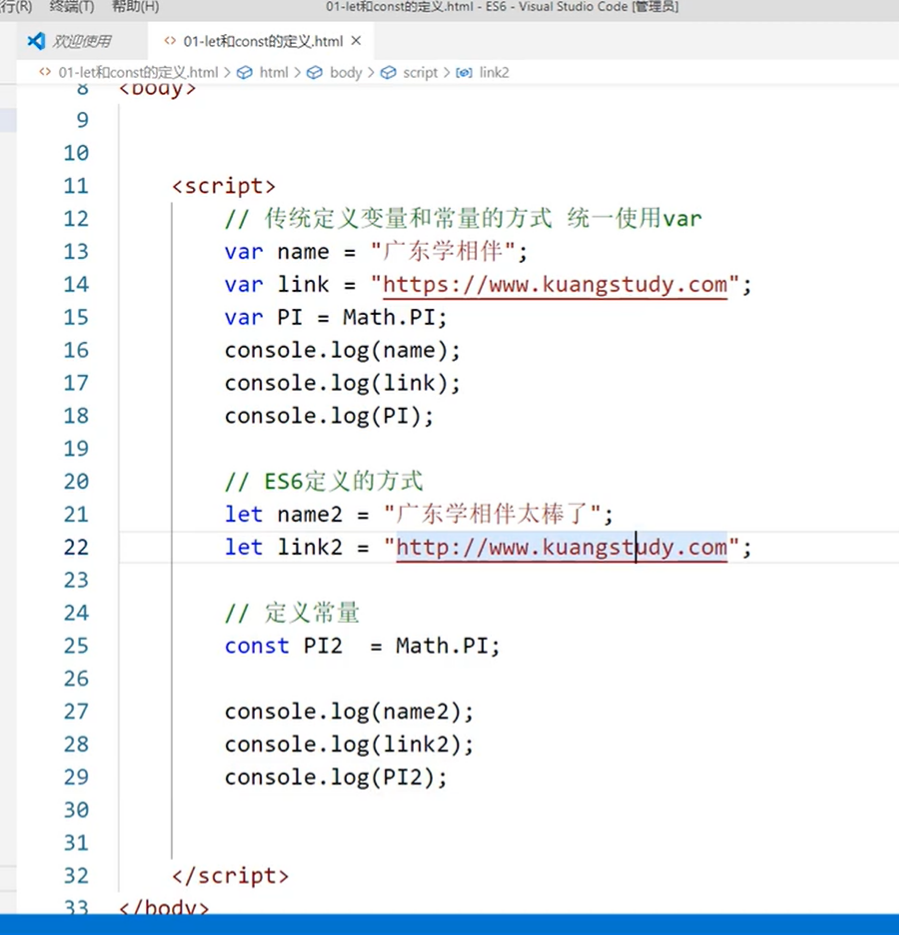 行(R) 终端(T) 帮助(H) 01-let和const的定义.html - ES6 - Visual Studio Code [管理员]
欢迎使用 <> 01-let和const的定义.html ×
<> 01-let和const的定义.html > html > body > script > link2
8 <body>
9
10
11 <script>
12 // 传统定义变量和常量的方式 统一使用var
13 var name = "广东学相伴";
14 var link = "https://www.kuangstudy.com";
15 var PI = Math.PI;
16 console.log(name);
17 console.log(link);
18 console.log(PI);
19
20 // ES6定义的方式
21 let name2 = "广东学相伴太棒了";
22 let link2 = "http://www.kuangstudy.com";
23
24 // 定义常量
25 const PI2  = Math.PI;
26
27 console.log(name2);
28 console.log(link2);
29 console.log(PI2);
30
31
32 </script>
33 </body>